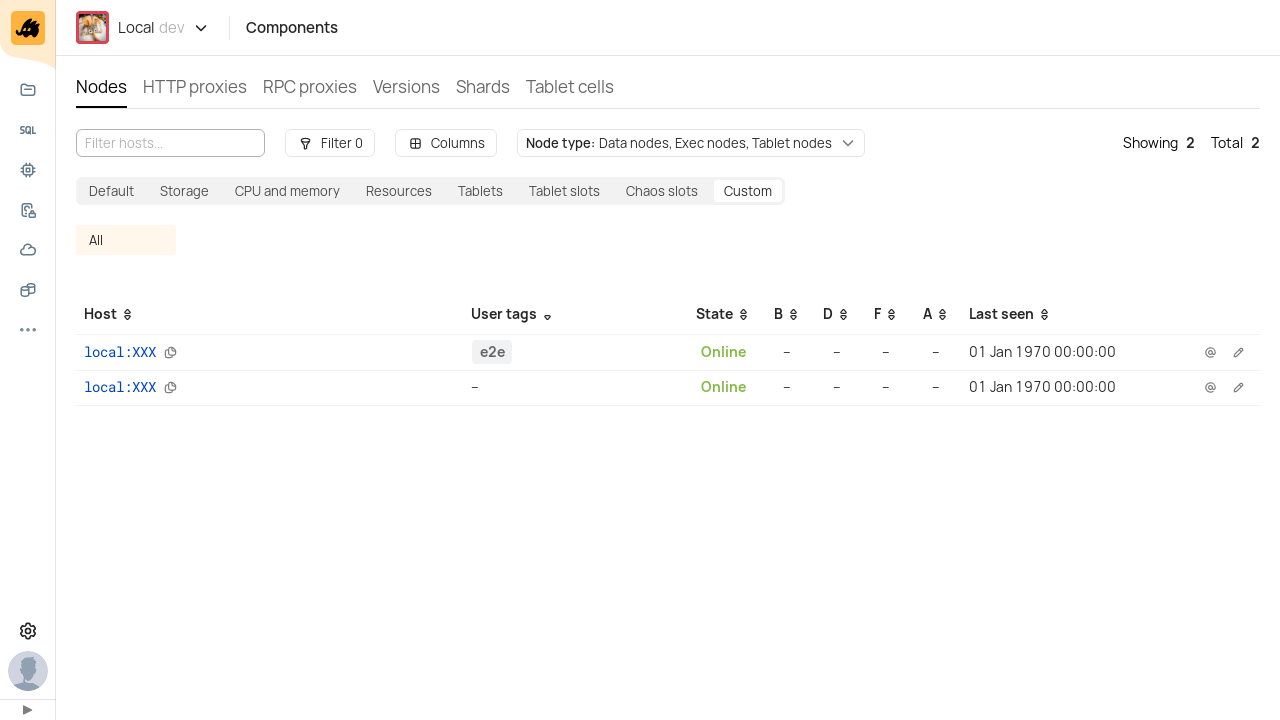 Local dev Components
Nodes HTTP proxies RPC proxies Versions Shards Tablet cells
Filter hosts... Filter 0 Columns Node type: Data nodes, Exec nodes, Tablet nodes Showing 2 Total 2
Default Storage CPU and memory Resources Tablets Tablet slots Chaos slots Custom
All
Host User tags State B D F A Last seen
local:XXX e2e Online – – – – 01 Jan 1970 00:00:00
local:XXX – Online – – – – 01 Jan 1970 00:00:00
SQL